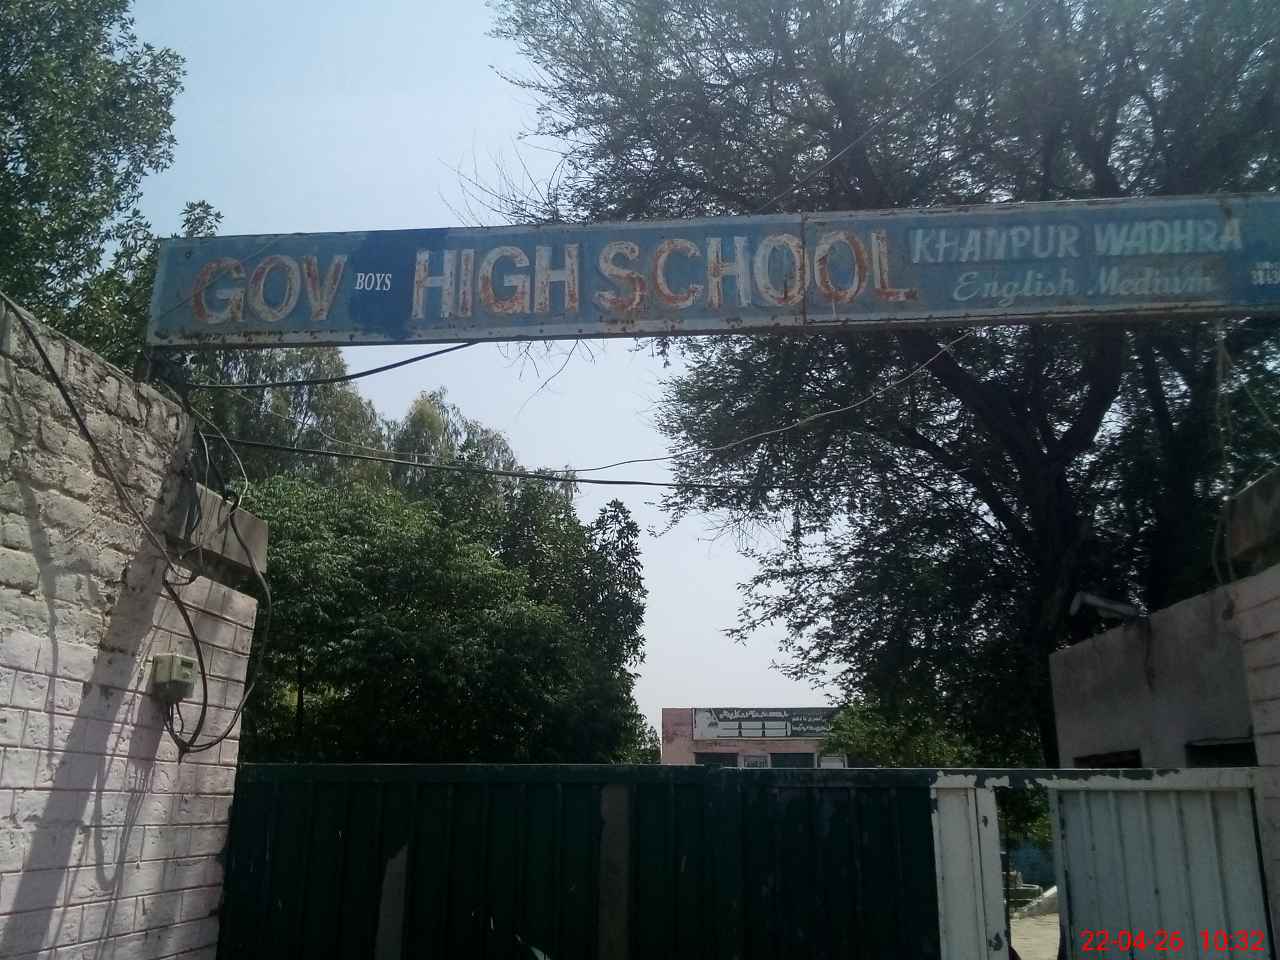 GOV BOYS HIGH SCHOOL KHANPUR WADHRA
English Medium
22-04-26 10:32